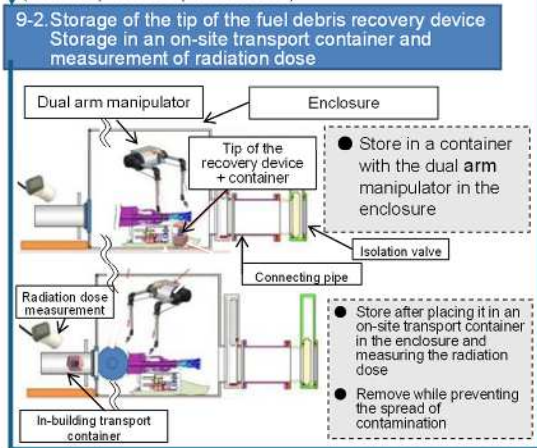 9-2.Storage of the tip of the fuel debris recovery device
Storage in an on-site transport container and
measurement of radiation dose
Dual arm manipulator
Enclosure
Tip of the
recovery device
+ container
● Store in a container
with the dual arm
manipulator in the
enclosure
Isolation valve
Connecting pipe
Radiation dose
measurement
● Store after placing it in an
on-site transport container
in the enclosure and
measuring the radiation
dose
● Remove while preventing
the spread of
contamination
In-building transport
container